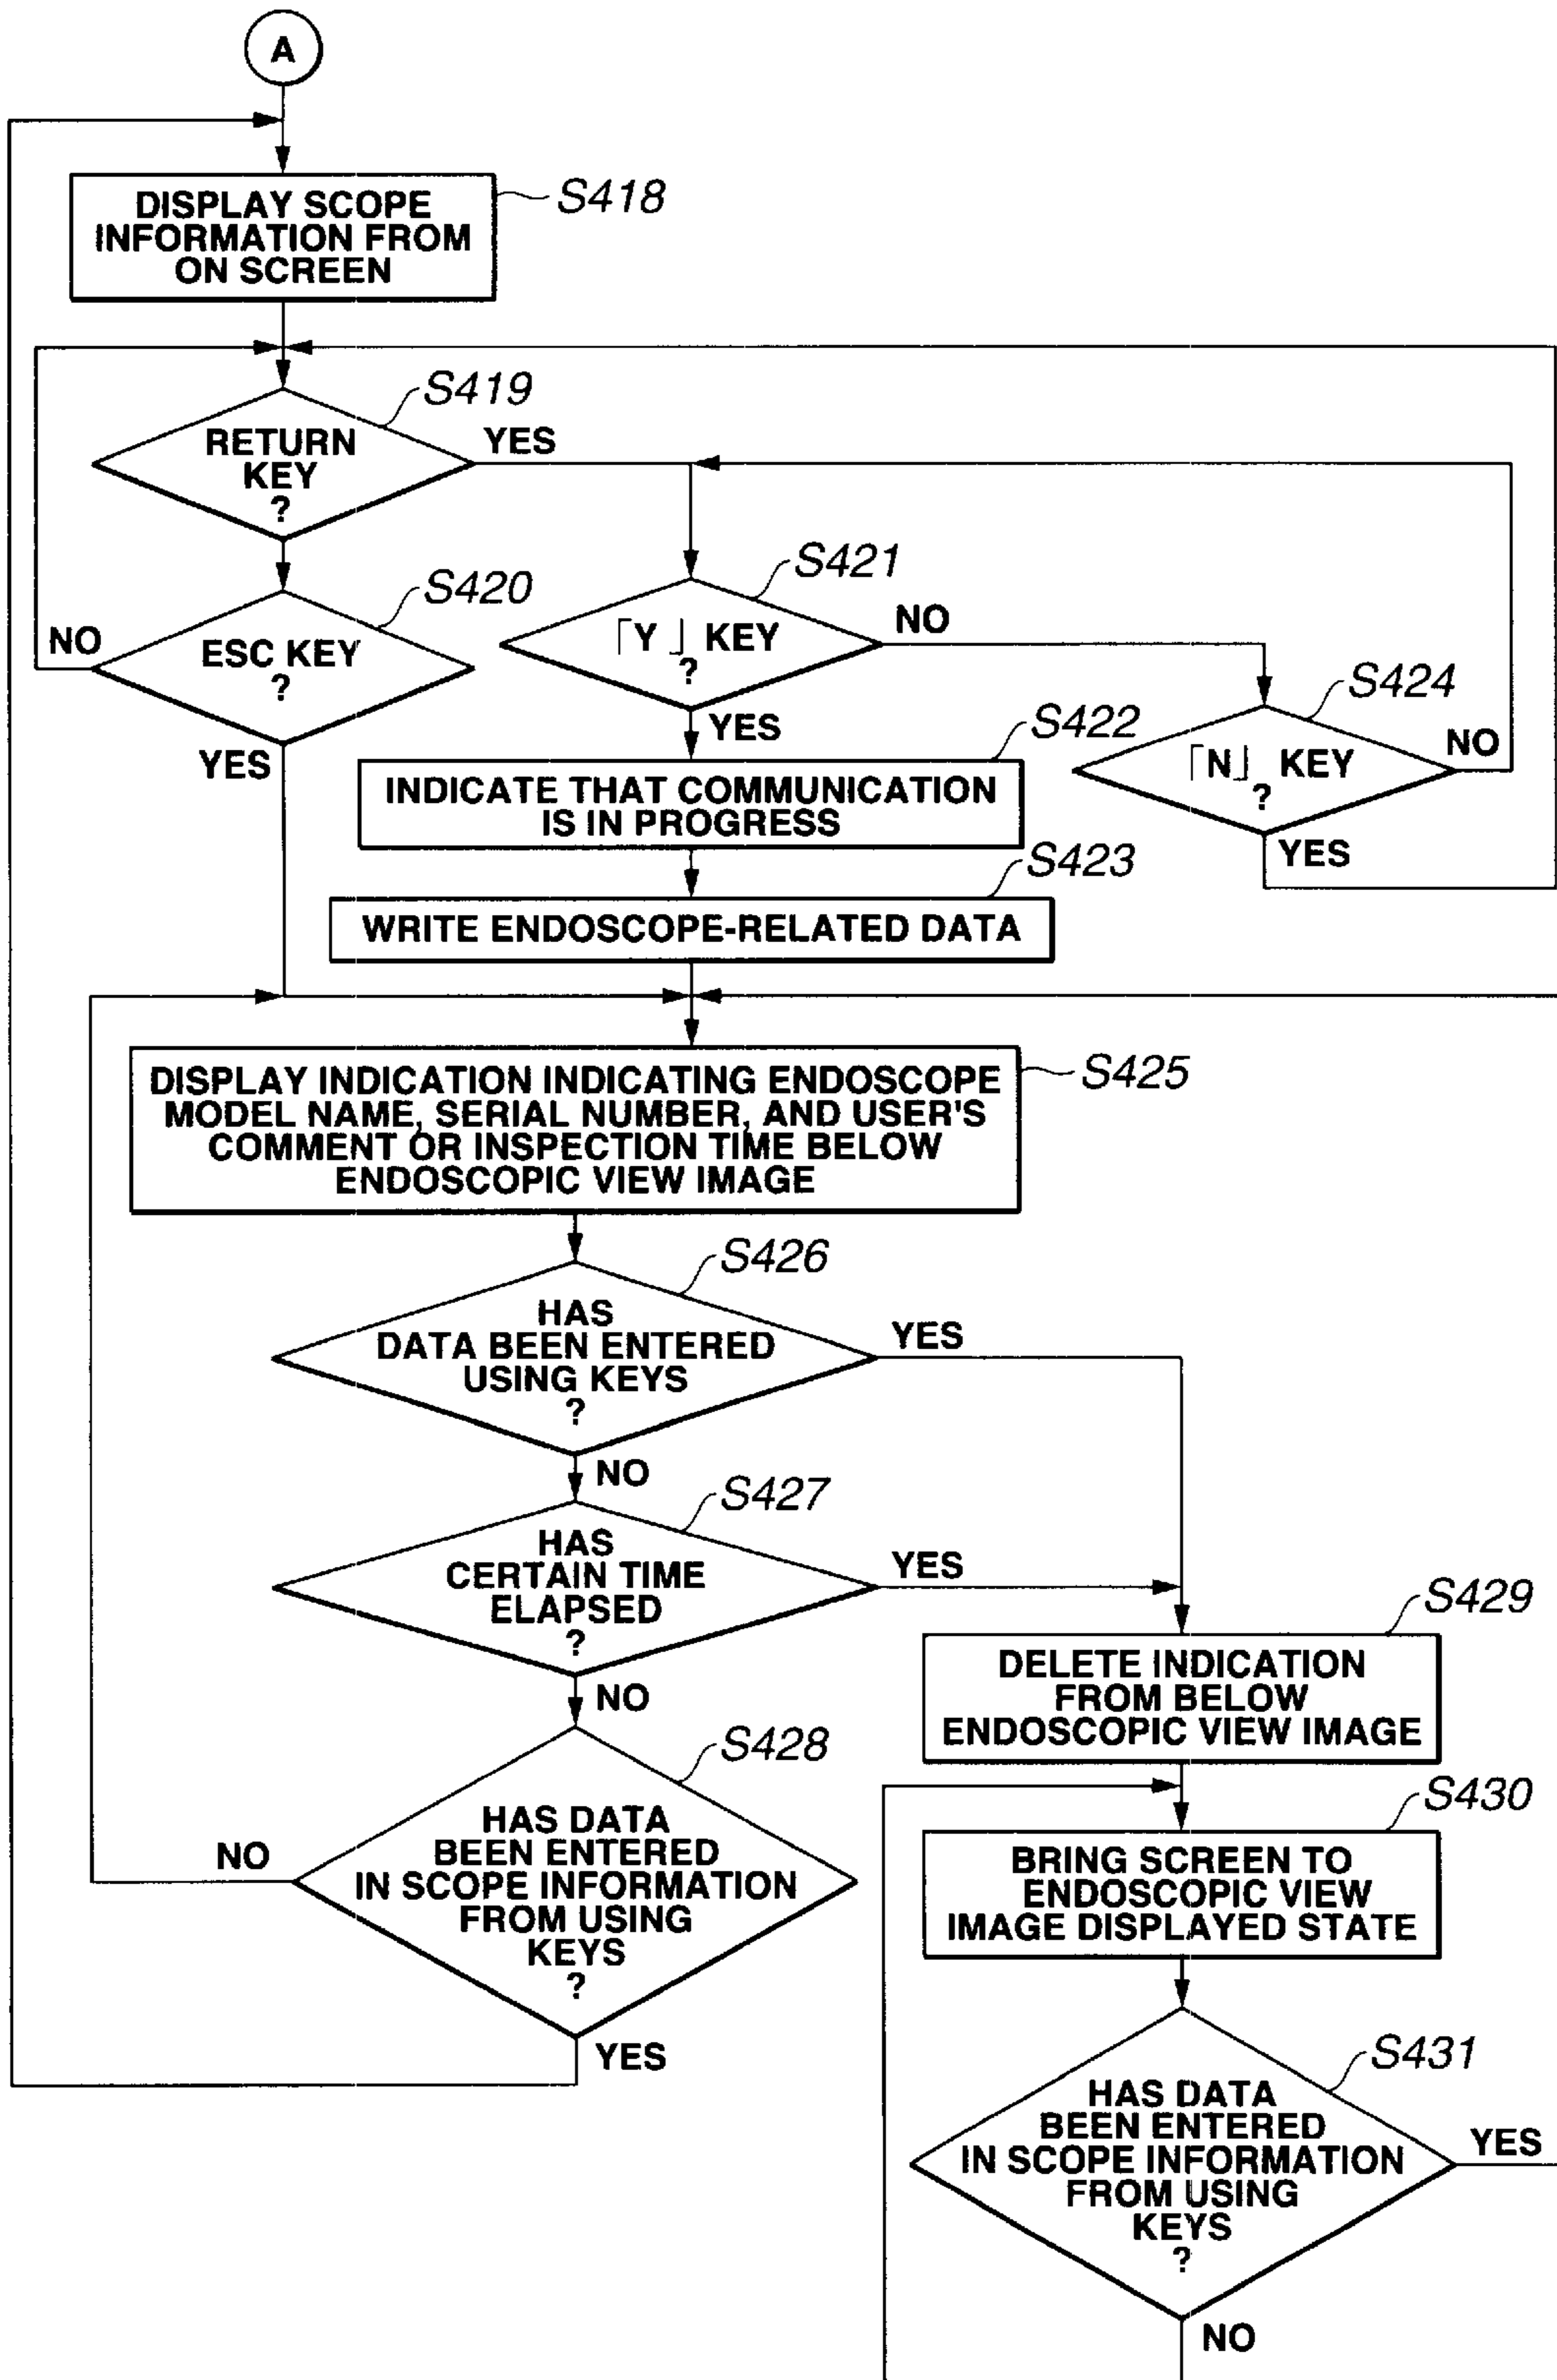 A
DISPLAY SCOPE
INFORMATION FROM
ON SCREEN
S418
S419
RETURN
KEY
?
YES
S420
ESC KEY
?
NO
YES
S421
「Y」 KEY
?
NO
YES
S424
「N」 KEY
?
NO
YES
S422
INDICATE THAT COMMUNICATION
IS IN PROGRESS
S423
WRITE ENDOSCOPE-RELATED DATA
S425
DISPLAY INDICATION INDICATING ENDOSCOPE
MODEL NAME, SERIAL NUMBER, AND USER'S
COMMENT OR INSPECTION TIME BELOW
ENDOSCOPIC VIEW IMAGE
S426
HAS
DATA BEEN ENTERED
USING KEYS
?
YES
NO
S427
HAS
CERTAIN TIME
ELAPSED
?
YES
NO
S428
HAS DATA
BEEN ENTERED
IN SCOPE INFORMATION
FROM USING
KEYS
?
NO
YES
S429
DELETE INDICATION
FROM BELOW
ENDOSCOPIC VIEW IMAGE
S430
BRING SCREEN TO
ENDOSCOPIC VIEW
IMAGE DISPLAYED STATE
S431
HAS DATA
BEEN ENTERED
IN SCOPE INFORMATION
FROM USING
KEYS
?
YES
NO